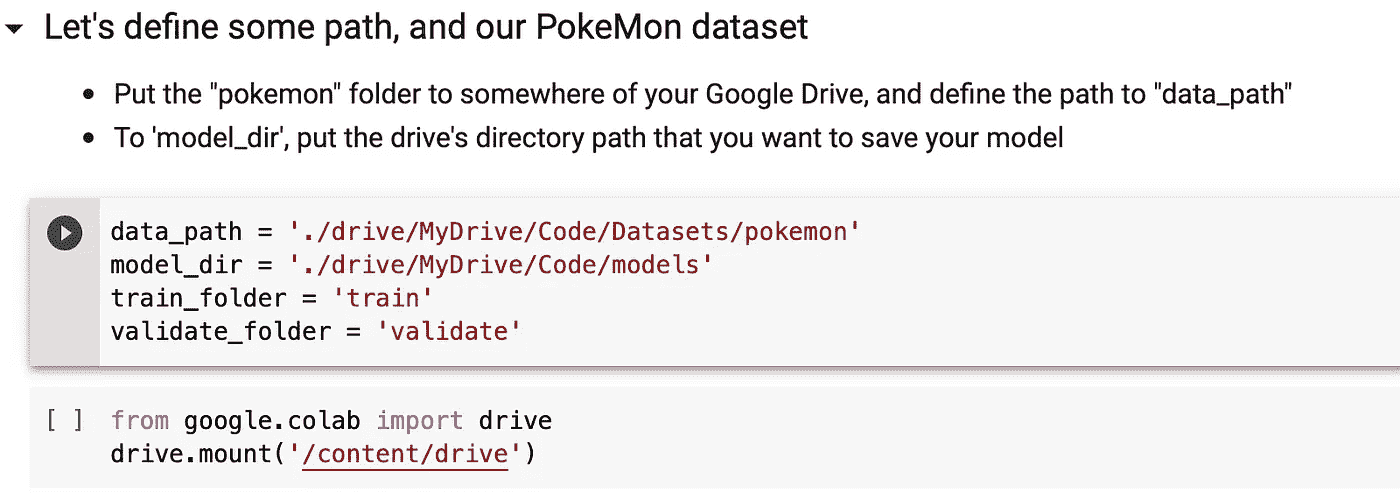 Let's define some path, and our PokeMon dataset
Put the "pokemon" folder to somewhere of your Google Drive, and define the path to "data_path"
To 'model_dir', put the drive's directory path that you want to save your model
data_path = './drive/MyDrive/Code/Datasets/pokemon'
model_dir = './drive/MyDrive/Code/models'
train_folder = 'train'
validate_folder = 'validate'
[ ] from google.colab import drive
drive.mount('/content/drive')